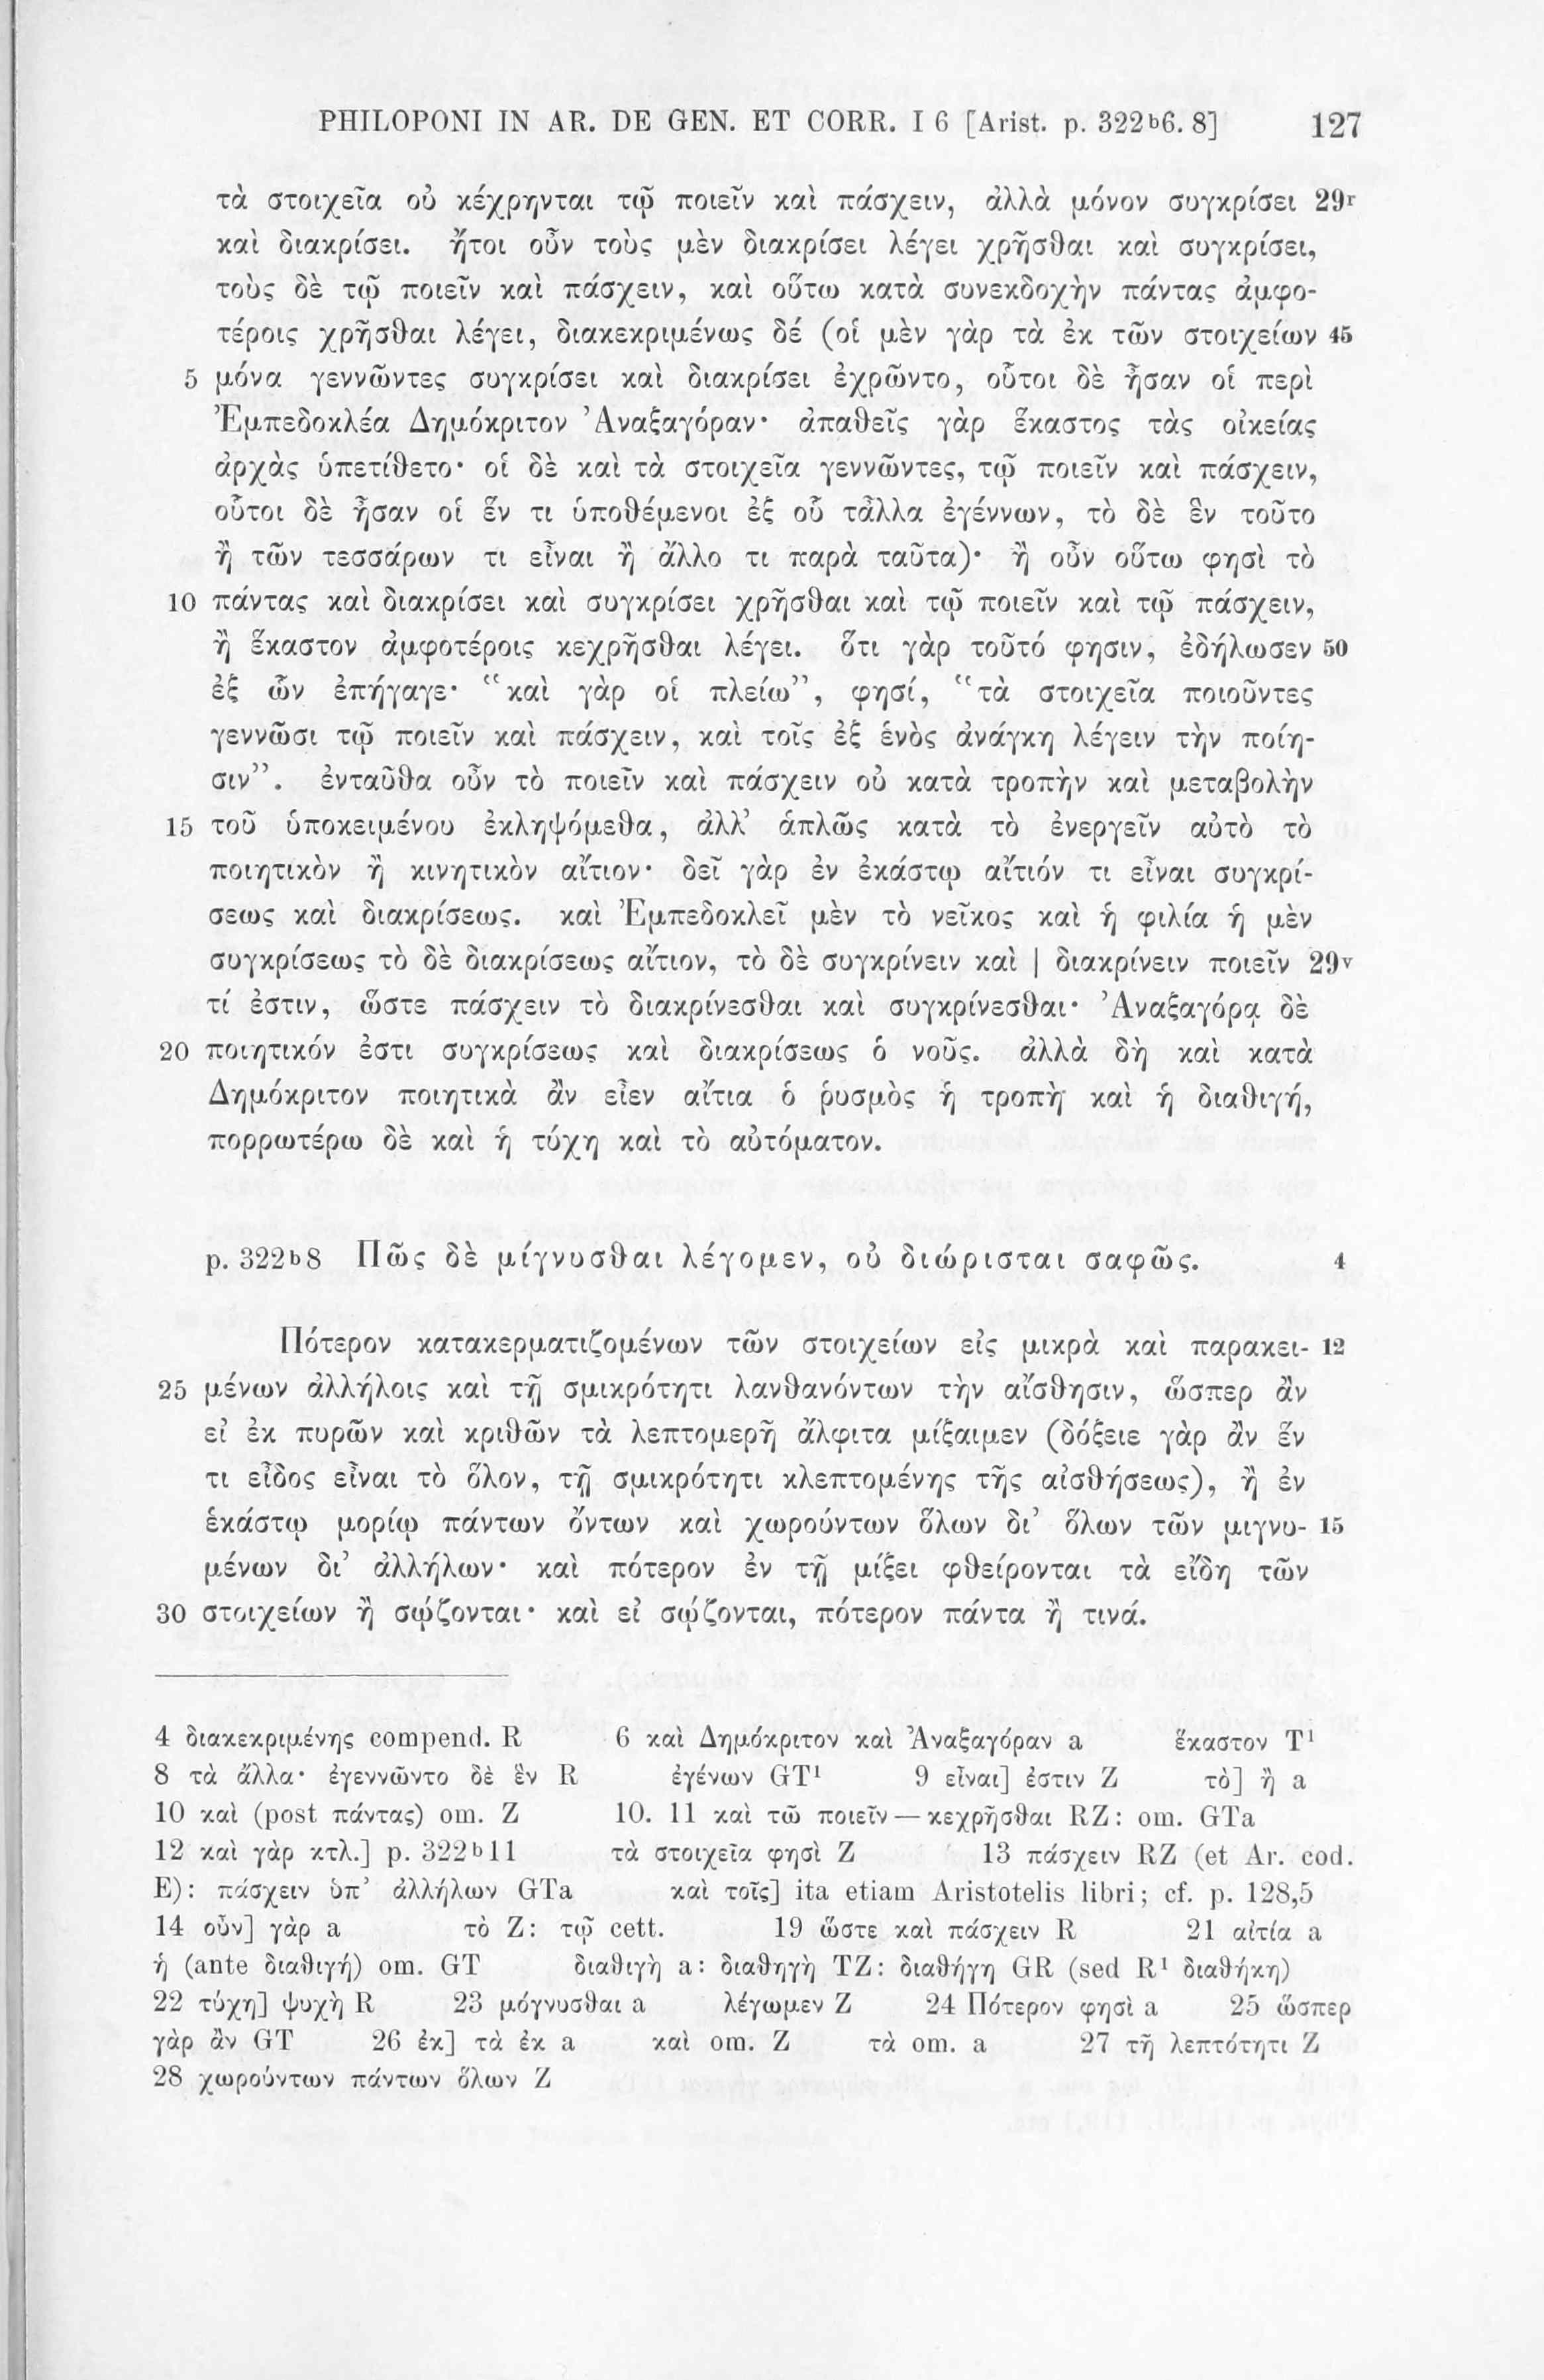 PHILOPONI IN AR. DE GEN. ET CORR. I 6 [Arist. p. 322b6. 8] 127
τὰ στοιχεῖα οὐ κέχρηνται τῷ ποιεῖν καὶ πάσχειν, ἀλλὰ μόνον συγκρίσει 29r
καὶ διακρίσει. ἤτοι οὖν τοὺς μὲν διακρίσει λέγει χρῆσθαι καὶ συγκρίσει,
τοὺς δὲ τῷ ποιεῖν καὶ πάσχειν, καὶ οὕτω κατὰ συνεκδοχὴν πάντας ἀμφο-
τέροις χρῆσθαι λέγει, διακεκριμένως δέ (οἱ μὲν γὰρ τὰ ἐκ τῶν στοιχείων 45
5 μόνα γεννῶντες συγκρίσει καὶ διακρίσει ἐχρῶντο, οὗτοι δὲ ἦσαν οἱ περὶ
Ἐμπεδοκλέα Δημόκριτον Ἀναξαγόραν· ἀπαθεῖς γὰρ ἕκαστος τὰς οἰκείας
ἀρχὰς ὑπετίθετο· οἱ δὲ καὶ τὰ στοιχεῖα γεννῶντες, τῷ ποιεῖν καὶ πάσχειν,
οὗτοι δὲ ἦσαν οἱ ἕν τι ὑποθέμενοι ἐξ οὗ τἆλλα ἐγέννων, τὸ δὲ ἓν τοῦτο
ἢ τῶν τεσσάρων τι εἶναι ἢ ἄλλο τι παρὰ ταῦτα)· ἢ οὖν οὕτω φησὶ τὸ
10 πάντας καὶ διακρίσει καὶ συγκρίσει χρῆσθαι καὶ τῷ ποιεῖν καὶ τῷ πάσχειν,
ἢ ἕκαστον ἀμφοτέροις κεχρῆσθαι λέγει. ὅτι γὰρ τοῦτό φησιν, ἐδήλωσεν 50
ἐξ ὧν ἐπήγαγε· “καὶ γὰρ οἱ πλείω”, φησί, “τὰ στοιχεῖα ποιοῦντες
γεννῶσι τῷ ποιεῖν καὶ πάσχειν, καὶ τοῖς ἐξ ἑνὸς ἀνάγκη λέγειν τὴν ποίη-
σιν”. ἐνταῦθα οὖν τὸ ποιεῖν καὶ πάσχειν οὐ κατὰ τροπὴν καὶ μεταβολὴν
15 τοῦ ὑποκειμένου ἐκληψόμεθα, ἀλλ’ ἁπλῶς κατὰ τὸ ἐνεργεῖν αὐτὸ τὸ
ποιητικὸν ἢ κινητικὸν αἴτιον· δεῖ γὰρ ἐν ἑκάστῳ αἴτιόν τι εἶναι συγκρί-
σεως καὶ διακρίσεως. καὶ Ἐμπεδοκλεῖ μὲν τὸ νεῖκος καὶ ἡ φιλία ἡ μὲν
συγκρίσεως τὸ δὲ διακρίσεως αἴτιον, τὸ δὲ συγκρίνειν καὶ | διακρίνειν ποιεῖν 29v
τί ἐστιν, ὥστε πάσχειν τὸ διακρίνεσθαι καὶ συγκρίνεσθαι· Ἀναξαγόρᾳ δὲ
20 ποιητικόν ἐστι συγκρίσεως καὶ διακρίσεως ὁ νοῦς. ἀλλὰ δὴ καὶ κατὰ
Δημόκριτον ποιητικὰ ἂν εἶεν αἴτια ὁ ῥυσμὸς ἡ τροπὴ καὶ ἡ διαθιγή,
πορρωτέρω δὲ καὶ ἡ τύχη καὶ τὸ αὐτόματον.
p. 322b8 Πῶς δὲ μίγνυσθαι λέγομεν, οὐ διώρισται σαφῶς. 4
Πότερον κατακερματιζομένων τῶν στοιχείων εἰς μικρὰ καὶ παρακει- 12
25 μένων ἀλλήλοις καὶ τῇ σμικρότητι λανθανόντων τὴν αἴσθησιν, ὥσπερ ἂν
εἰ ἐκ πυρῶν καὶ κριθῶν τὰ λεπτομερῆ ἄλφιτα μίξαιμεν (δόξειε γὰρ ἂν ἕν
τι εἶδος εἶναι τὸ ὅλον, τῇ σμικρότητι κλεπτομένης τῆς αἰσθήσεως), ἢ ἐν
ἑκάστῳ μορίῳ πάντων ὄντων καὶ χωρούντων ὅλων δι’ ὅλων τῶν μιγνυ- 15
μένων δι’ ἀλλήλων· καὶ πότερον ἐν τῇ μίξει φθείρονται τὰ εἴδη τῶν
30 στοιχείων ἢ σῴζονται· καὶ εἰ σῴζονται, πότερον πάντα ἢ τινά.
4 διακεκριμένης compend. R 6 καὶ Δημόκριτον καὶ Ἀναξαγόραν a ἕκαστον T¹
8 τὰ ἄλλα· ἐγεννῶντο δὲ ἓν R ἐγένων GT¹ 9 εἶναι] ἐστιν Z τὸ] ἢ a
10 καὶ (post πάντας) om. Z 10. 11 καὶ τῶ ποιεῖν — κεχρῆσθαι RZ: om. GTa
12 καὶ γὰρ κτλ.] p. 322b11 τὰ στοιχεῖα φησὶ Z 13 πάσχειν RZ (et Ar. cod.
E): πάσχειν ὑπ’ ἀλλήλων GTa καὶ τοῖς] ita etiam Aristotelis libri; cf. p. 128,5
14 οὖν] γὰρ a τὸ Z: τῷ cett. 19 ὥστε καὶ πάσχειν R 21 αἰτία a
ἡ (ante διαθιγή) om. GT διαθιγὴ a: διαθηγὴ TZ: διαθήγη GR (sed R¹ διαθήκη)
22 τύχη] ψυχὴ R 23 μόγνυσθαι a λέγωμεν Z 24 Πότερον φησὶ a 25 ὥσπερ
γὰρ ἂν GT 26 ἐκ] τὰ ἐκ a καὶ om. Z τὰ om. a 27 τῆ λεπτότητι Z
28 χωρούντων πάντων ὅλων Z